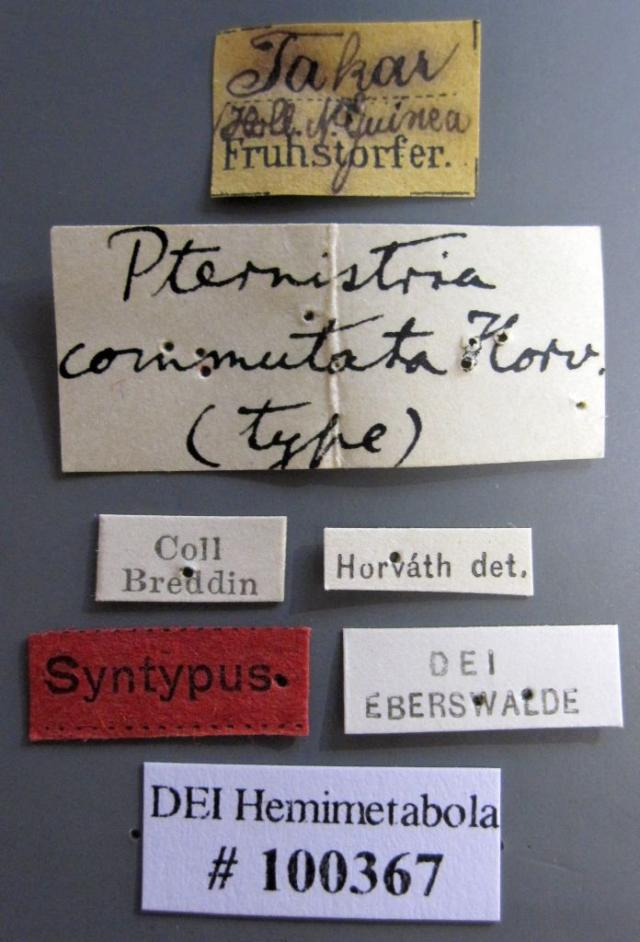 Takar
Holl. N. Guinea
Fruhstorfer.
Pternistria
commutata Horv.
(type)
Coll
Breddin
Horváth det.
Syntypus.
DEI
EBERSWALDE
DEI Hemimetabola
# 100367